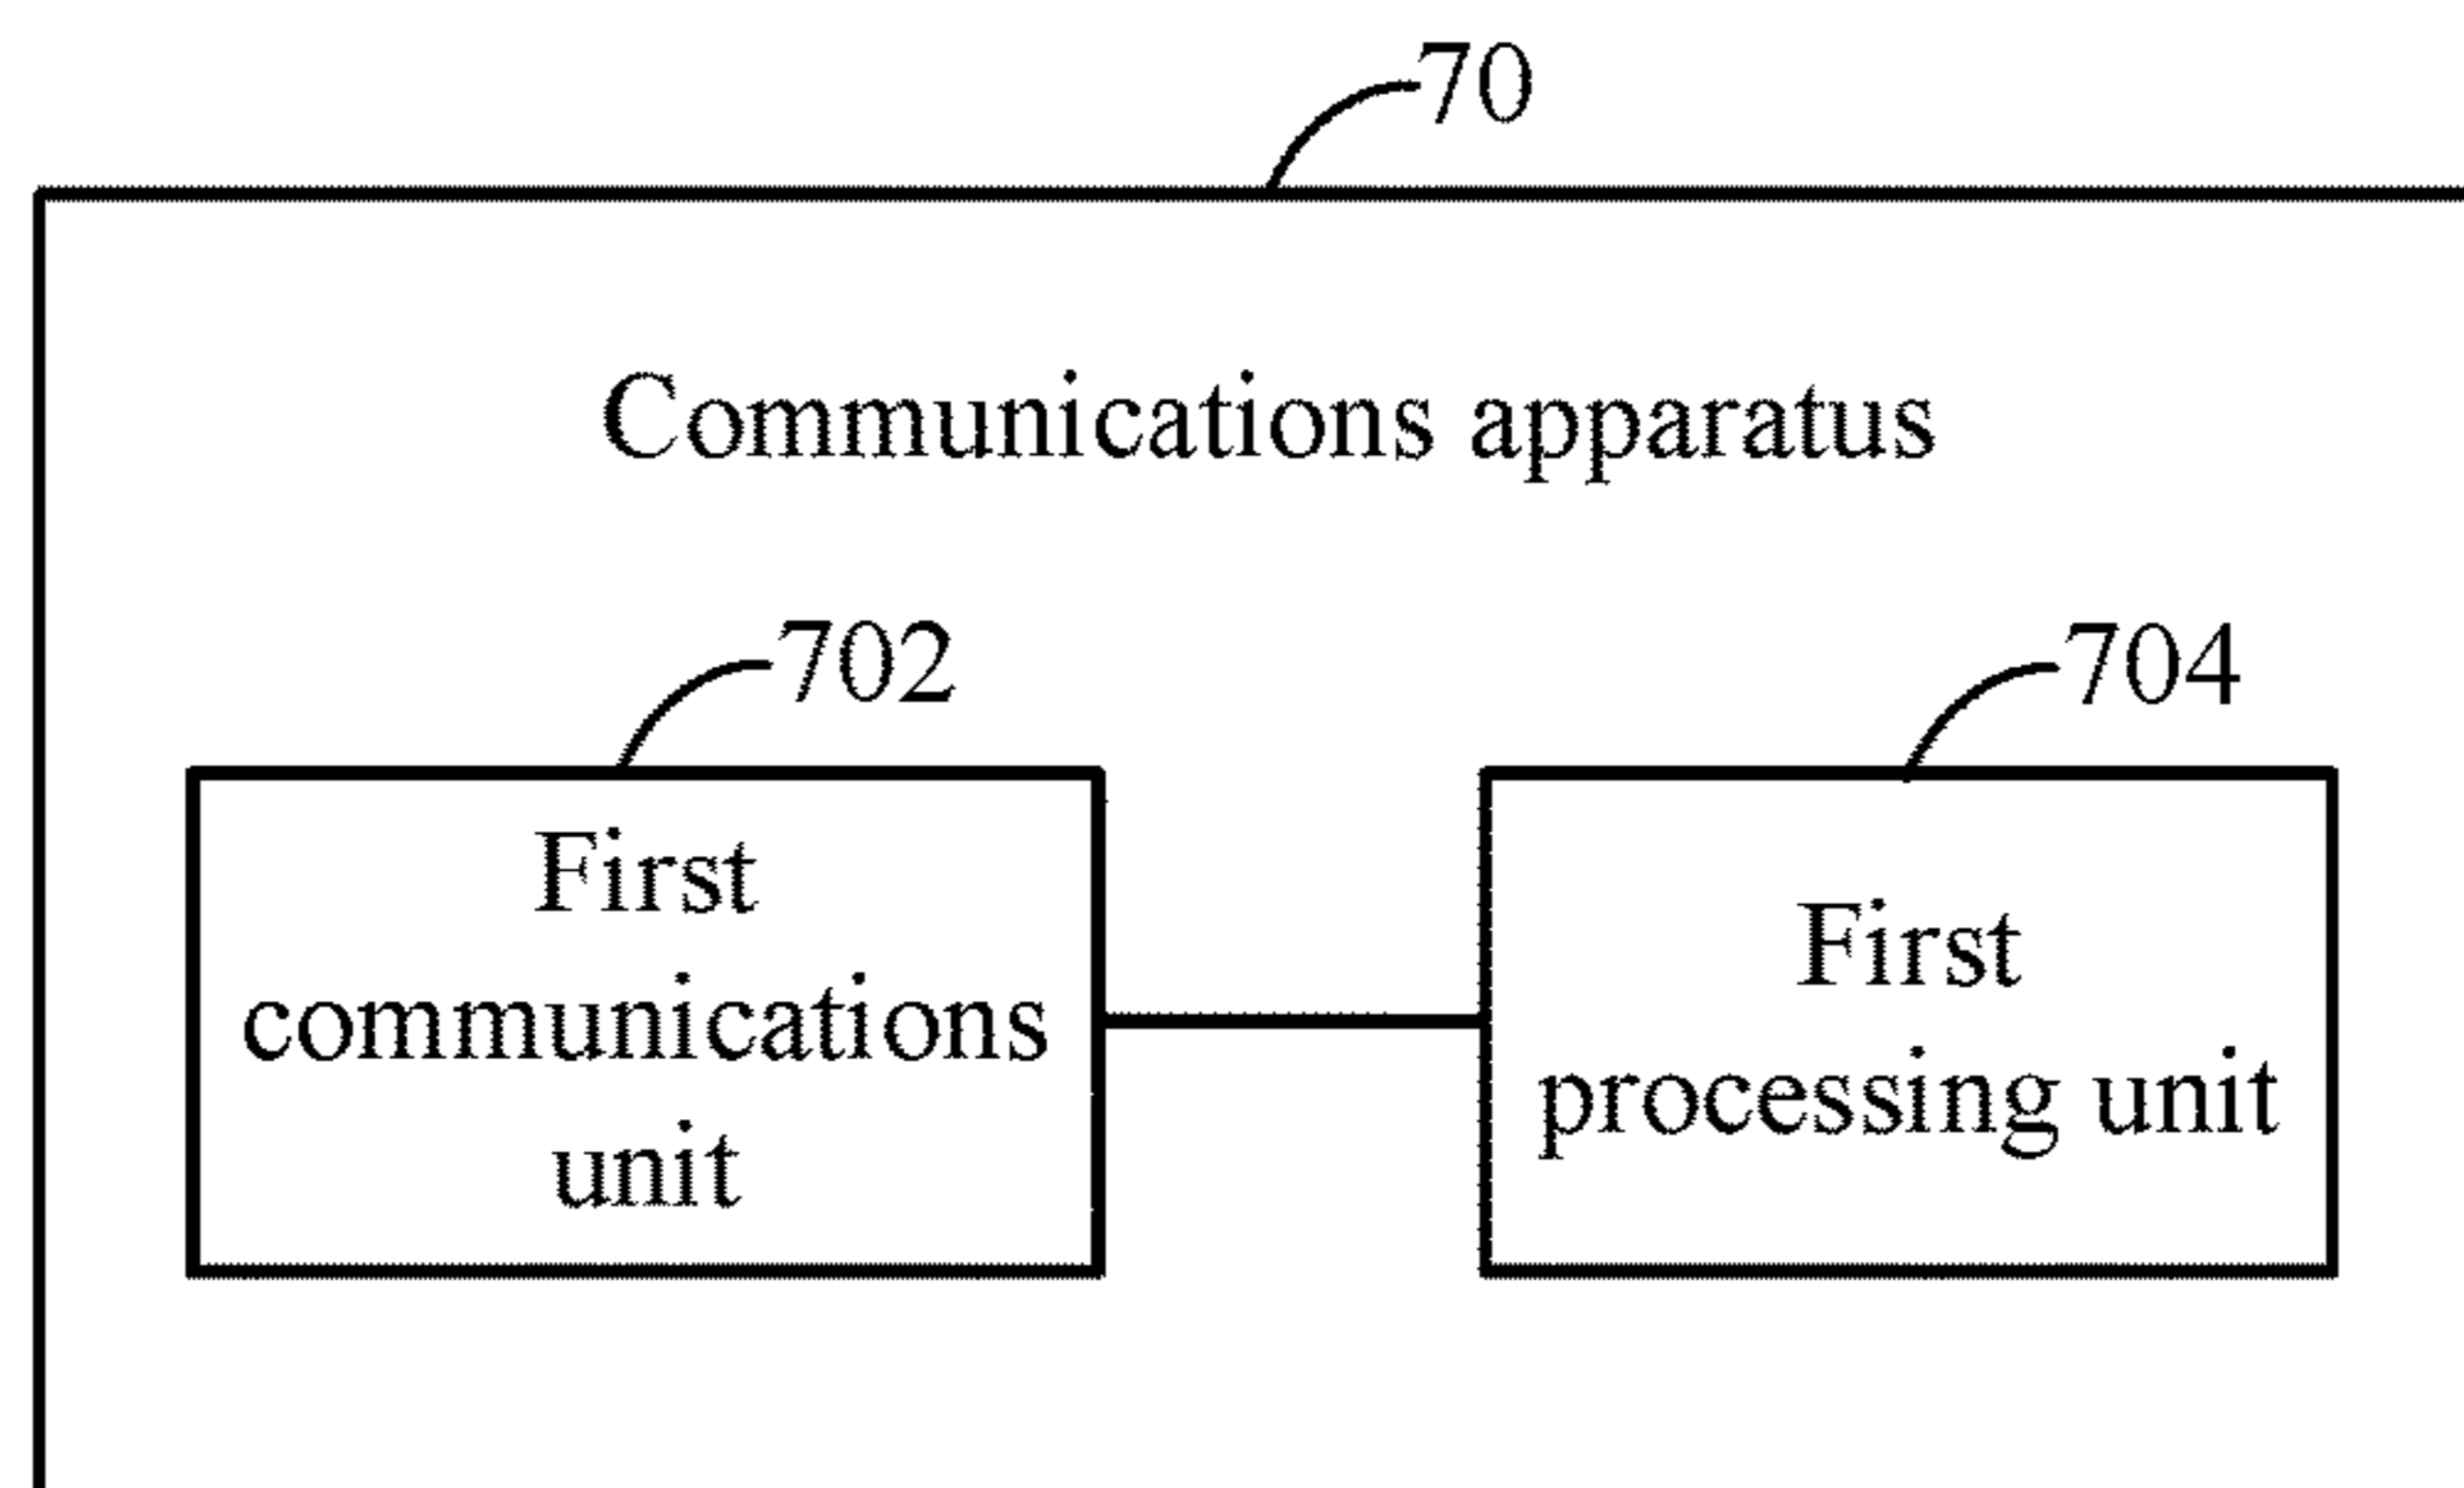 70
Communications apparatus
702
704
First
communications
unit
First
processing unit